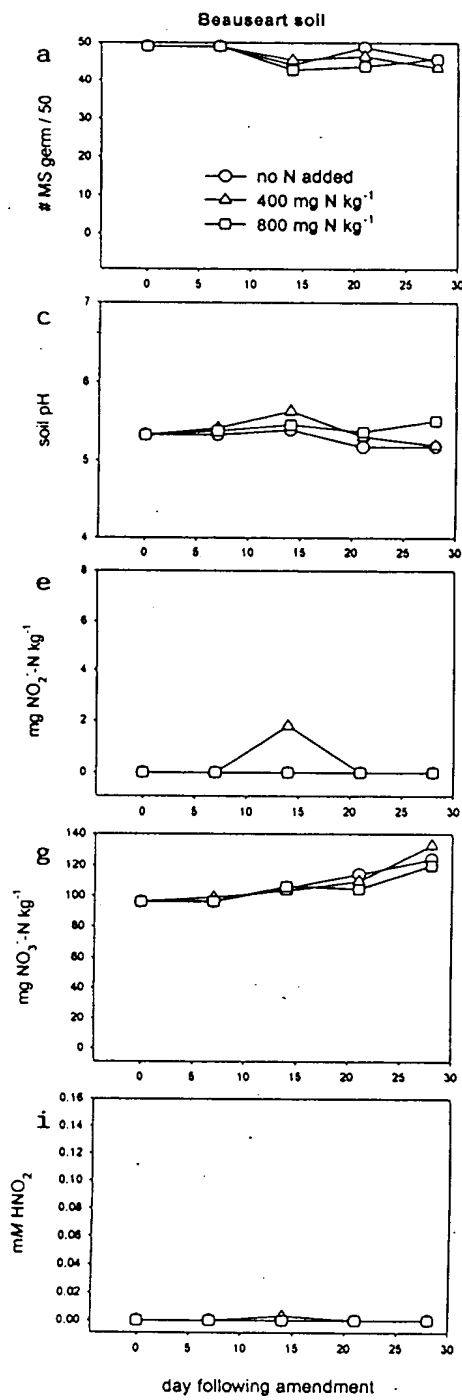 Beauseart soil
a
# MS germ / 50
50
40
30
20
10
0
no N added
400 mg N kg⁻¹
800 mg N kg⁻¹
0 5 10 15 20 25 30
c
soil pH
7
6
5
4
0 5 10 15 20 25 30
e
mg NO₂⁻-N kg⁻¹
8
6
4
2
0
0 5 10 15 20 25 30
g
mg NO₃⁻-N kg⁻¹
140
120
100
80
60
40
20
0
0 5 10 15 20 25 30
i
mM HNO₂
0.16
0.14
0.12
0.10
0.08
0.06
0.04
0.02
0.00
0 5 10 15 20 25 30
day following amendment